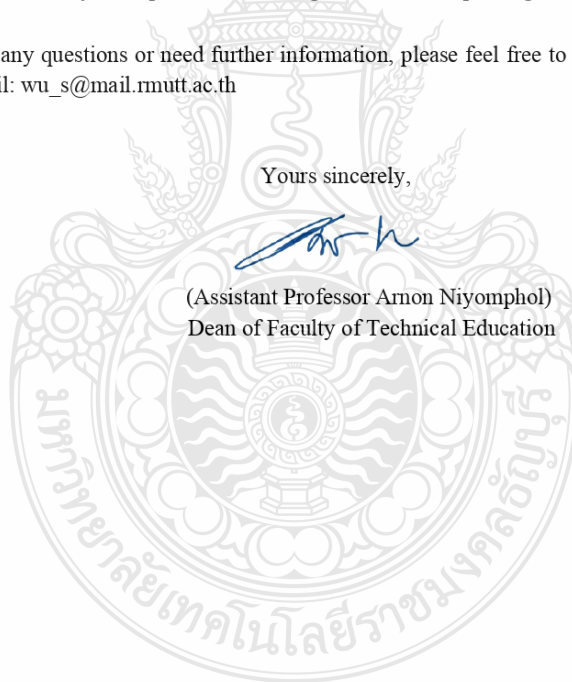 any questions or need further information, please feel free to
il: wu_s@mail.rmutt.ac.th
Yours sincerely,
(Assistant Professor Arnon Niyomphol)
Dean of Faculty of Technical Education
มหาวิทยาลัยเทคโนโลยีราชมงคลธัญบุรี